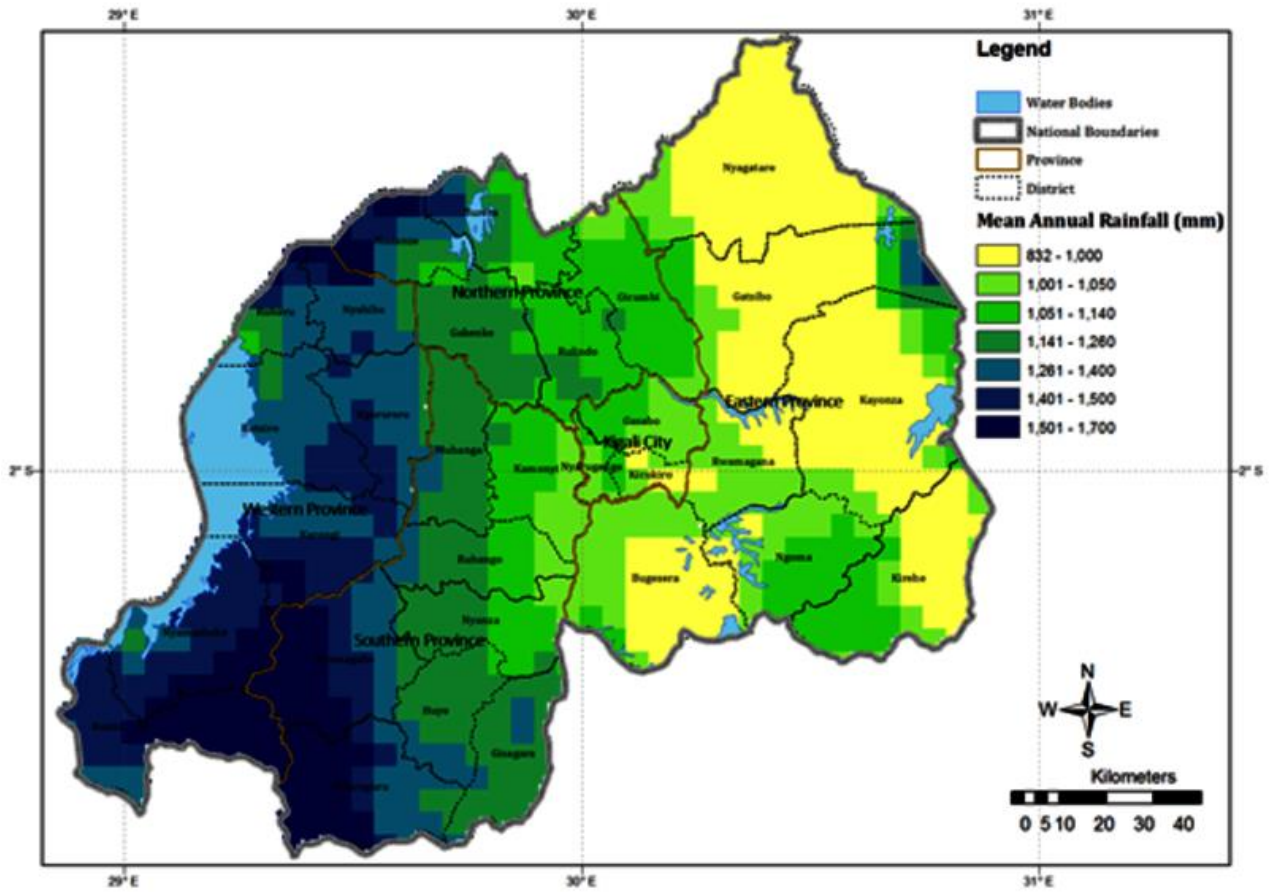 29°E 30°E 31°E
Legend
Water Bodies
National Boundaries
Province
District
Mean Annual Rainfall (mm)
832 - 1,000
1,001 - 1,050
1,051 - 1,140
1,141 - 1,260
1,261 - 1,400
1,401 - 1,500
1,501 - 1,700
Nyagatare
Northern Province
Gicumbi
Gatsibo
Nyabihu
Gakenke
Rulindo
Eastern Province
Kayonza
Gasabo
Kigali City
Muhanga
Kamonyi
Kicukiro
Rwamagana
2°S 2°S
Western Province
Karongi
Ruhango
Bugesera
Ngoma
Kirehe
Nyanza
Southern Province
Huye
Gisagara
N
W E
S
Kilometers
0 5 10 20 30 40
29°E 30°E 31°E